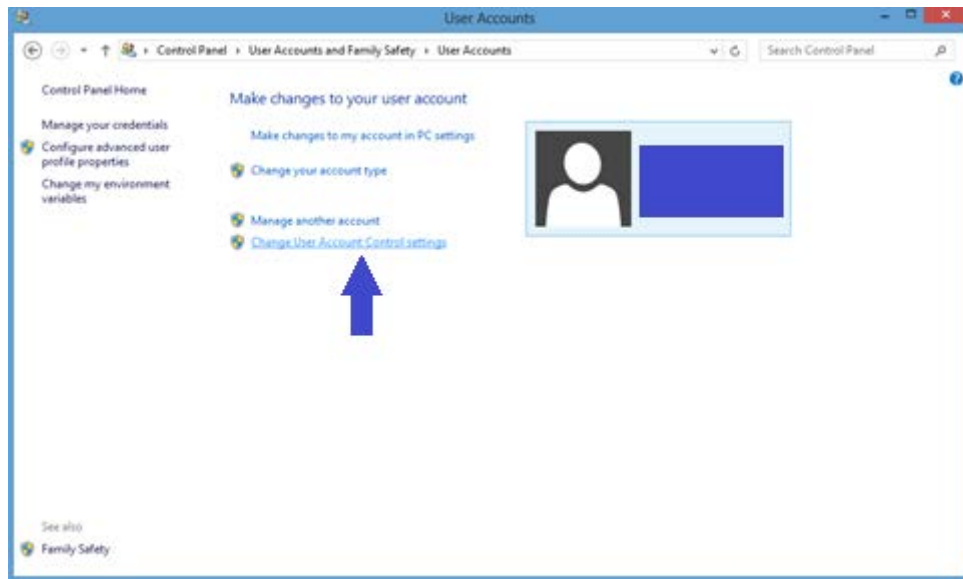 User Accounts
Control Panel › User Accounts and Family Safety › User Accounts
Search Control Panel
Control Panel Home
Manage your credentials
Configure advanced user
profile properties
Change my environment
variables
Make changes to your user account
Make changes to my account in PC settings
Change your account type
Manage another account
Change User Account Control settings
See also
Family Safety